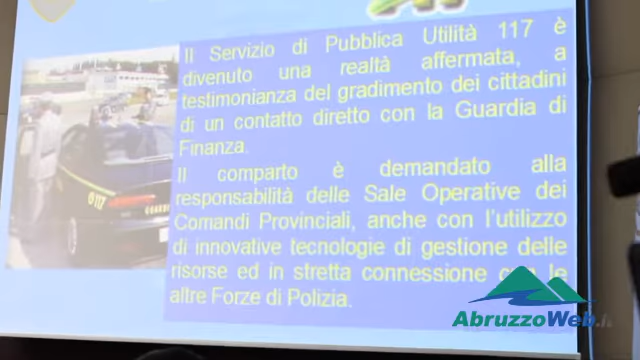 Il Servizio di Pubblica Utilità 117 è
divenuto una realtà affermata, a
testimonianza del gradimento dei cittadini
di un contatto diretto con la Guardia di
Finanza.
Il comparto è demandato alla
responsabilità delle Sale Operative dei
Comandi Provinciali, anche con l'utilizzo
di innovative tecnologie di gestione delle
risorse ed in stretta connessione con le
altre Forze di Polizia.
117
AbruzzoWeb.it